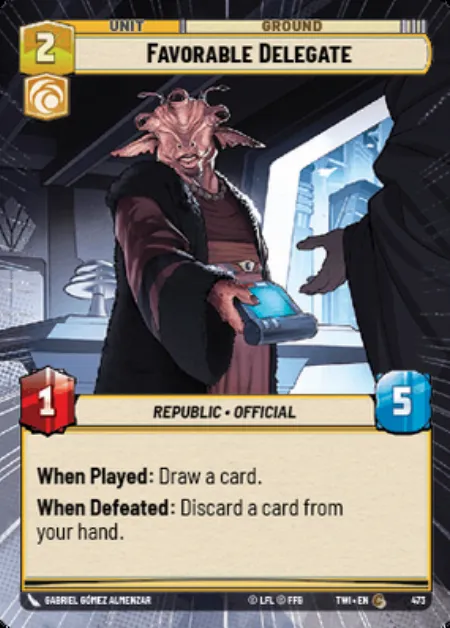 UNIT
GROUND
2
FAVORABLE DELEGATE
1
REPUBLIC • OFFICIAL
5
When Played: Draw a card.
When Defeated: Discard a card from
your hand.
GABRIEL GÓMEZ ALMENZAR
© LFL © FFG
TWI • EN C 473